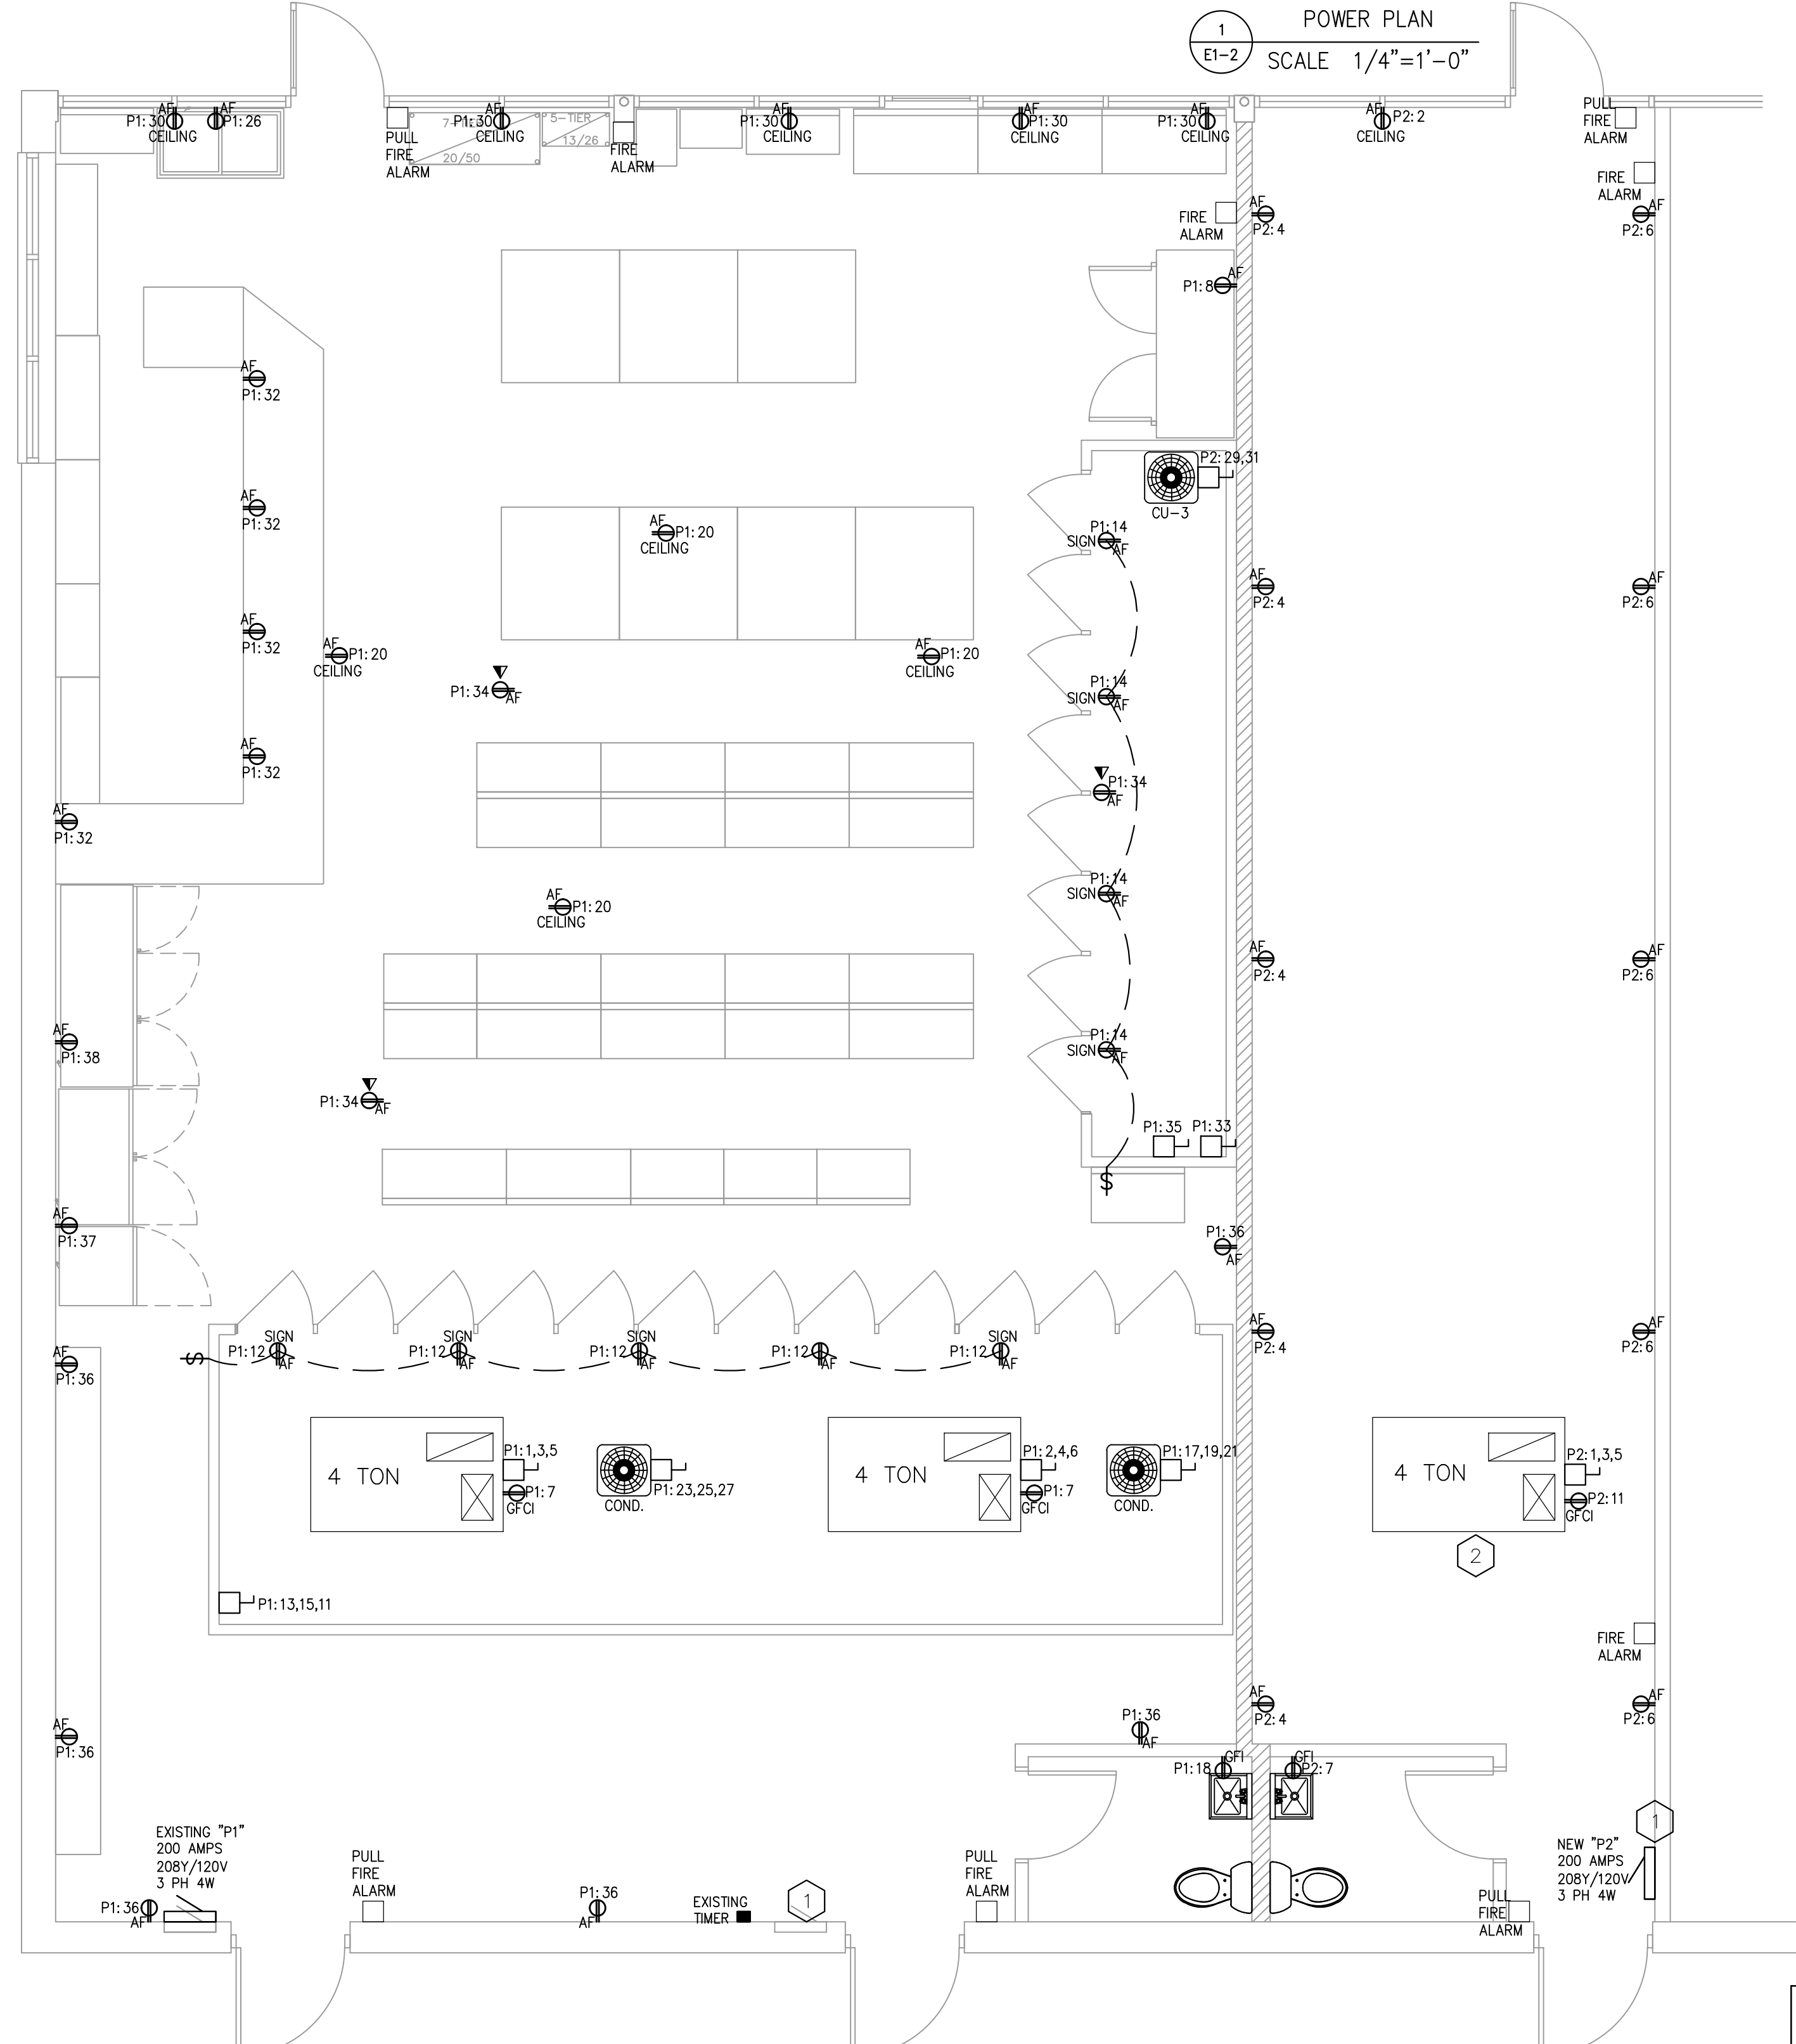 1
E1-2
POWER PLAN
SCALE 1/4"=1'-0"
AF
P1:30
CEILING
AF
P1:26
AF
P1:30
CEILING
PULL
FIRE
ALARM
20/50
5-TIER
13/26
FIRE
ALARM
AF
P1:30
CEILING
AF
P1:30
CEILING
AF
P1:30
CEILING
AF
P2:2
CEILING
PULL
FIRE
ALARM
FIRE
ALARM
FIRE
ALARM
AF
P2:4
AF
P2:6
AF
P1:8
AF
P1:32
P2:29,31
CU-3
AF
P1:32
AF
P1:20
CEILING
P1:14
SIGN
AF
AF
P2:4
AF
P2:6
AF
P1:32
AF
P1:20
CEILING
AF
P1:20
CEILING
P1:34
AF
P1:14
SIGN
AF
AF
P1:32
P1:34
AF
AF
P1:32
P1:14
SIGN
AF
AF
P1:20
CEILING
AF
P2:4
AF
P2:6
AF
P1:38
P1:14
SIGN
AF
P1:34
AF
P1:35
P1:33
$
AF
P1:37
P1:36
AF
AF
P2:4
AF
P2:6
AF
P1:36
$
SIGN
P1:12
AF
SIGN
P1:12
AF
SIGN
P1:12
AF
P1:12
AF
SIGN
P1:12
AF
4 TON
P1:1,3,5
P1:7
GFCI
COND.
P1:23,25,27
4 TON
P1:2,4,6
P1:7
GFCI
COND.
P1:17,19,21
4 TON
P2:1,3,5
P2:11
GFCI
2
P1:13,15,11
FIRE
ALARM
AF
P2:4
AF
P2:6
AF
P1:36
P1:36
AF
GFI
P1:18
GFI
P2:7
1
EXISTING "P1"
200 AMPS
208Y/120V
3 PH 4W
P1:36
AF
PULL
FIRE
ALARM
P1:36
AF
EXISTING
TIMER
1
PULL
FIRE
ALARM
PULL
FIRE
ALARM
NEW "P2"
200 AMPS
208Y/120V
3 PH 4W